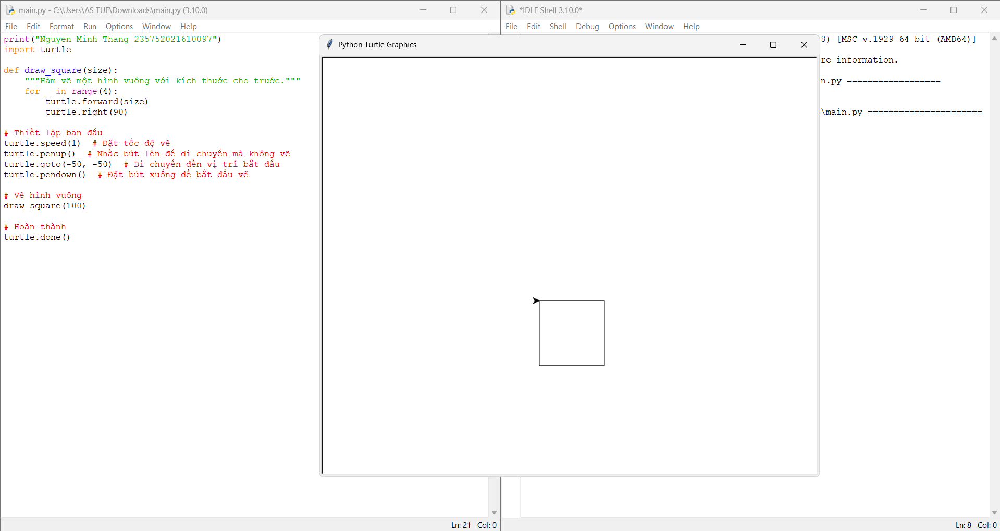 main.py - C:\Users\AS TUF\Downloads\main.py (3.10.0)
File Edit Format Run Options Window Help
print("Nguyen Minh Thang 235752021610097")
import turtle
def draw_square(size):
"""Hàm vẽ một hình vuông với kích thước cho trước."""
for _ in range(4):
turtle.forward(size)
turtle.right(90)
# Thiết lập ban đầu
turtle.speed(1)  # Đặt tốc độ vẽ
turtle.penup()  # Nhấc bút lên để di chuyển mà không vẽ
turtle.goto(-50, -50)  # Di chuyển đến vị trí bắt đầu
turtle.pendown()  # Đặt bút xuống để bắt đầu vẽ
# Vẽ hình vuông
draw_square(100)
# Hoàn thành
turtle.done()
Ln: 21 Col: 0
Python Turtle Graphics
*IDLE Shell 3.10.0*
File Edit Shell Debug Options Window Help
8) [MSC v.1929 64 bit (AMD64)]
re information.
n.py ==================
\main.py ======================
Ln: 8 Col: 0